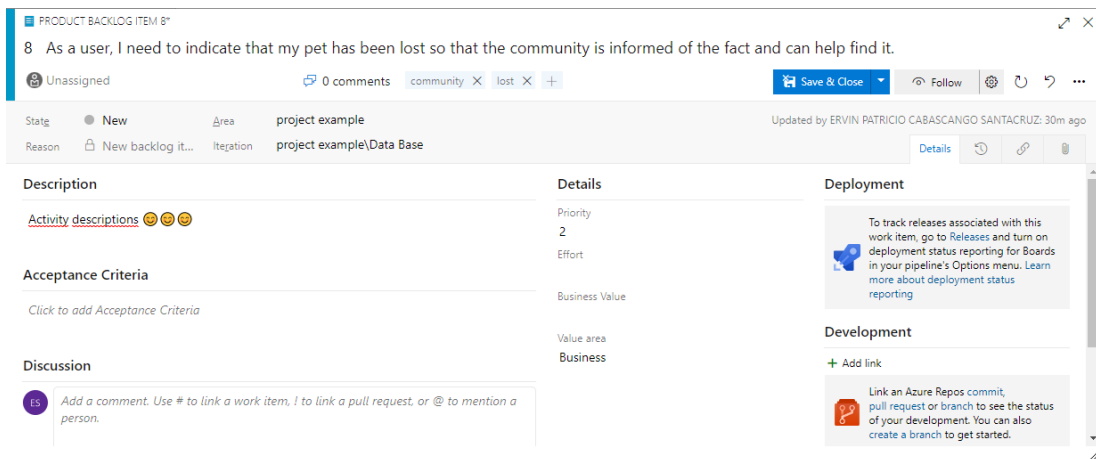 PRODUCT BACKLOG ITEM 8*
8 As a user, I need to indicate that my pet has been lost so that the community is informed of the fact and can help find it.
Unassigned
0 comments
community
lost
Save & Close
Follow
State
New
Area
project example
Updated by ERVIN PATRICIO CABASCANGO SANTACRUZ: 30m ago
Reason
New backlog it...
Iteration
project example\Data Base
Details
Description
Activity descriptions 😊😊😊
Acceptance Criteria
Click to add Acceptance Criteria
Discussion
ES
Add a comment. Use # to link a work item, ! to link a pull request, or @ to mention a
person.
Details
Priority
2
Effort
Business Value
Value area
Business
Deployment
To track releases associated with this
work item, go to Releases and turn on
deployment status reporting for Boards
in your pipeline's Options menu. Learn
more about deployment status
reporting
Development
+ Add link
Link an Azure Repos commit,
pull request or branch to see the status
of your development. You can also
create a branch to get started.